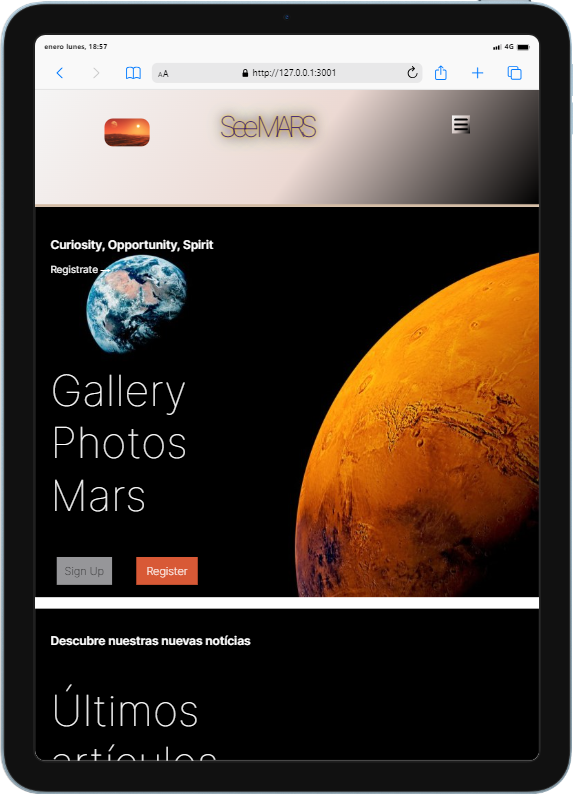 enero lunes, 18:57
4G
AA
http://127.0.0.1:3001
SeeMARS
Curiosity, Opportunity, Spirit
Registrate →
Gallery
Photos
Mars
Sign Up
Register
Descubre nuestras nuevas notícias
Últimos
artículos